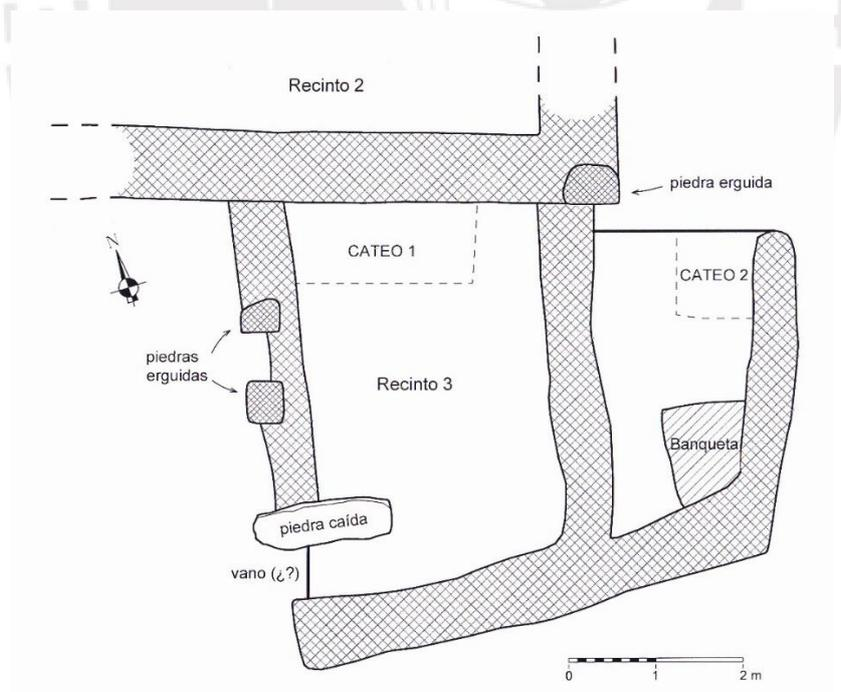 Recinto 2
piedra erguida
N
CATEO 1
CATEO 2
piedras
erguidas
Recinto 3
Banqueta
piedra caída
vano (¿?)
0 1 2 m